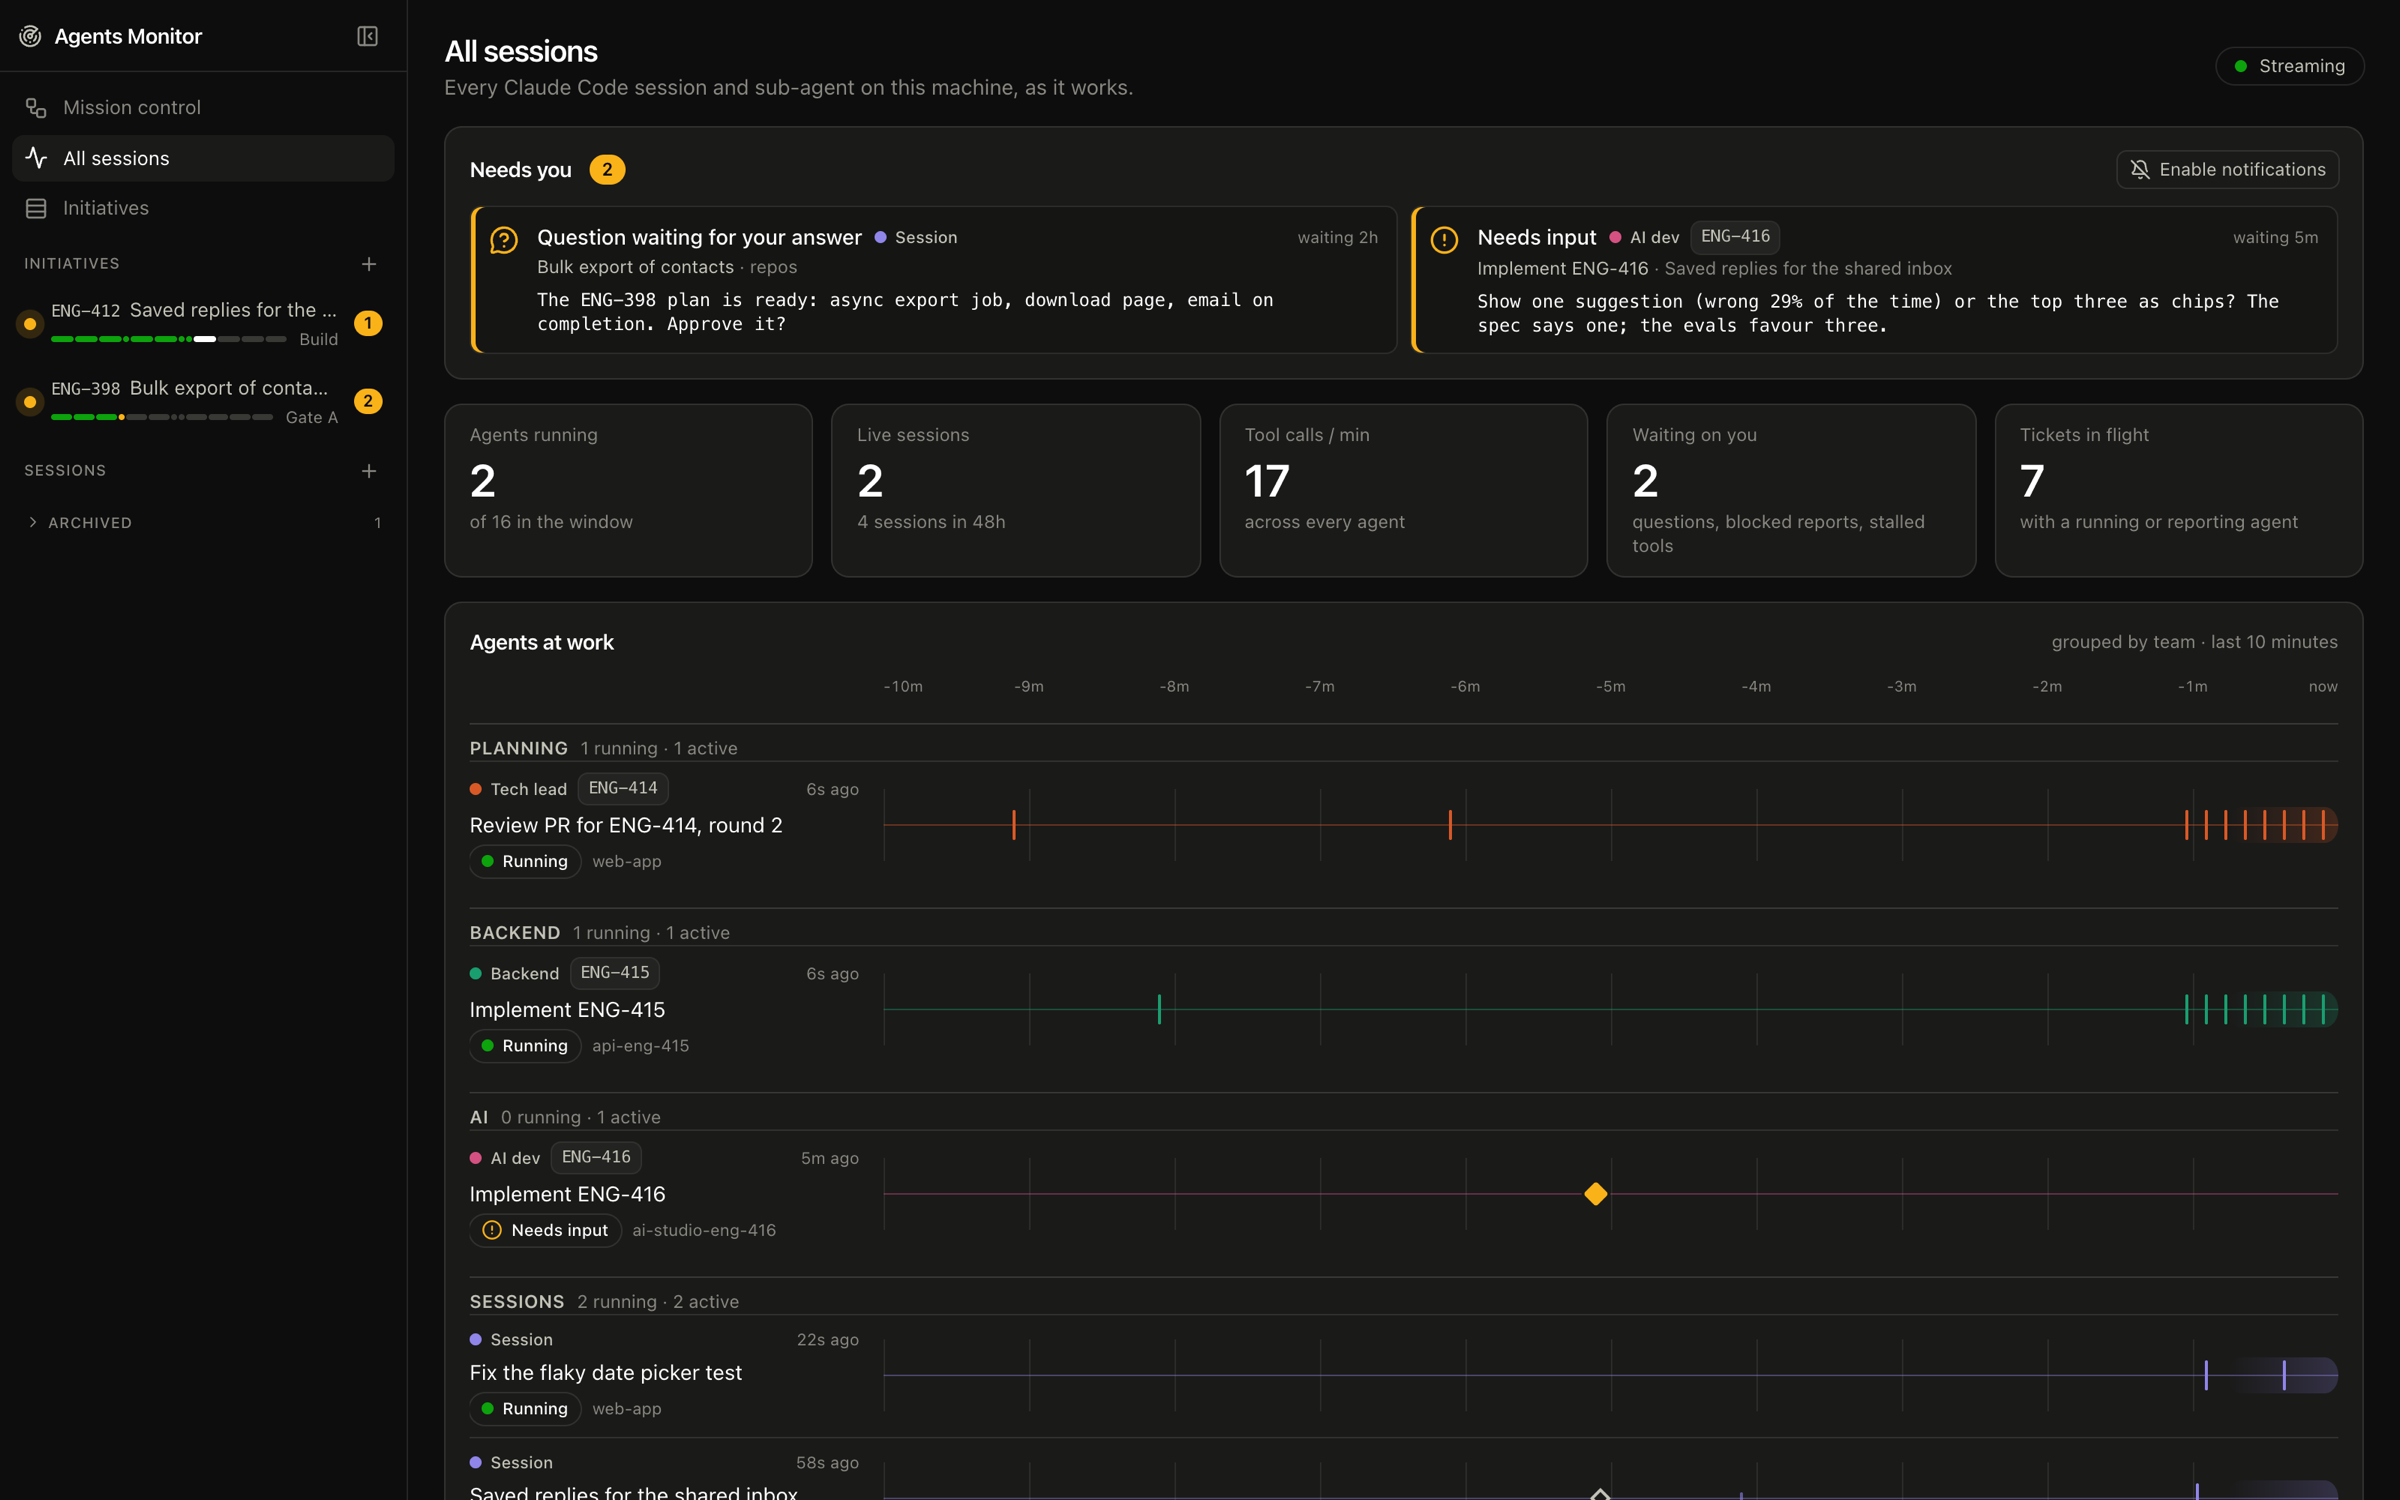 Agents Monitor
Mission control
All sessions
Initiatives
INITIATIVES
ENG-412 Saved replies for the ...
Build
1
ENG-398 Bulk export of conta...
Gate A
2
SESSIONS
ARCHIVED 1
All sessions
Every Claude Code session and sub-agent on this machine, as it works.
Streaming
Needs you 2
Enable notifications
Question waiting for your answer Session waiting 2h
Bulk export of contacts · repos
The ENG-398 plan is ready: async export job, download page, email on
completion. Approve it?
Needs input AI dev ENG-416 waiting 5m
Implement ENG-416 · Saved replies for the shared inbox
Show one suggestion (wrong 29% of the time) or the top three as chips? The
spec says one; the evals favour three.
Agents running
2
of 16 in the window
Live sessions
2
4 sessions in 48h
Tool calls / min
17
across every agent
Waiting on you
2
questions, blocked reports, stalled
tools
Tickets in flight
7
with a running or reporting agent
Agents at work
grouped by team · last 10 minutes
-10m -9m -8m -7m -6m -5m -4m -3m -2m -1m now
PLANNING 1 running · 1 active
Tech lead ENG-414 6s ago
Review PR for ENG-414, round 2
Running web-app
BACKEND 1 running · 1 active
Backend ENG-415 6s ago
Implement ENG-415
Running api-eng-415
AI 0 running · 1 active
AI dev ENG-416 5m ago
Implement ENG-416
Needs input ai-studio-eng-416
SESSIONS 2 running · 2 active
Session 22s ago
Fix the flaky date picker test
Running web-app
Session 58s ago
Saved replies for the shared inbox